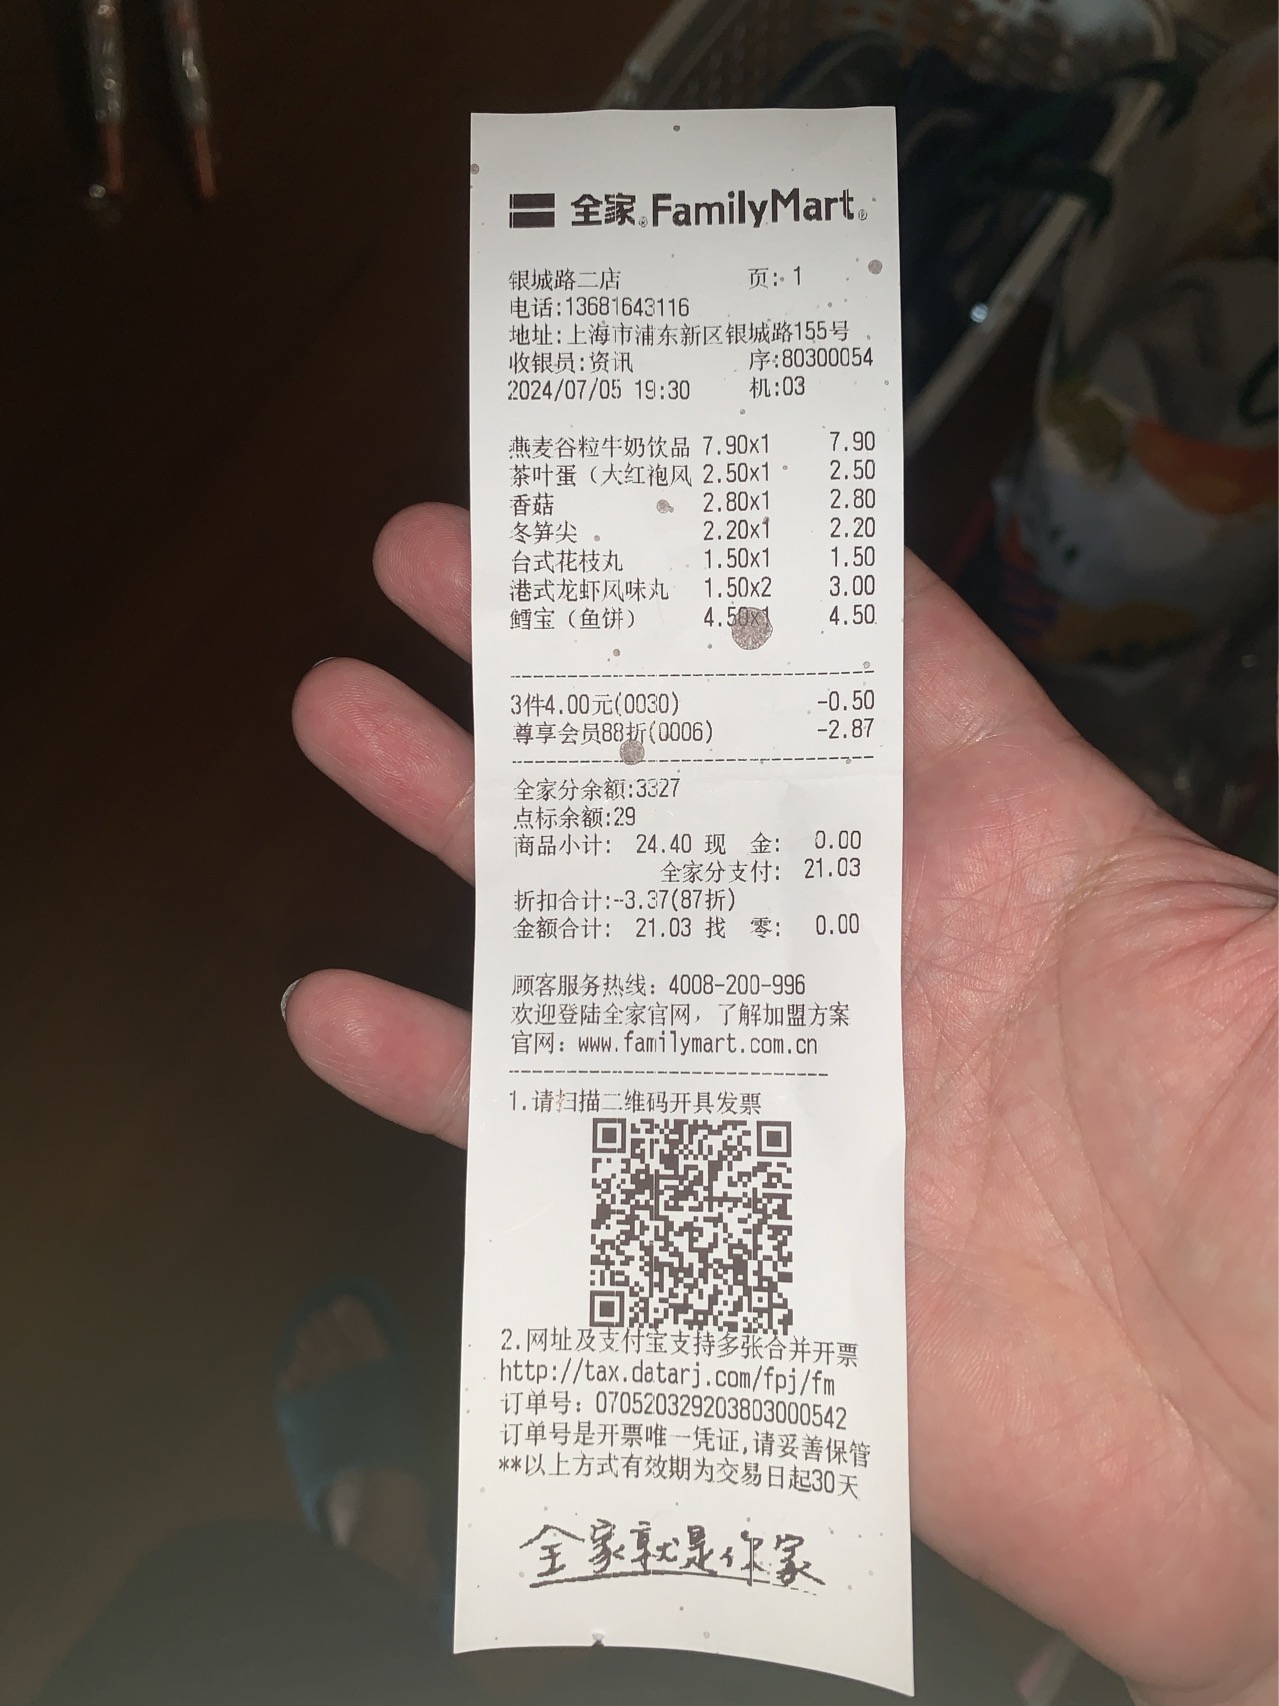 全家®FamilyMart®
银城路二店 页: 1
电话:13681643116
地址:上海市浦东新区银城路155号
收银员:资讯 序:80300054
2024/07/05 19:30 机:03
燕麦谷粒牛奶饮品 7.90x1 7.90
茶叶蛋（大红袍风 2.50x1 2.50
香菇 2.80x1 2.80
冬笋尖 2.20x1 2.20
台式花枝丸 1.50x1 1.50
港式龙虾风味丸 1.50x2 3.00
鳕宝（鱼饼） 4.50x1 4.50
3件4.00元(0030) -0.50
尊享会员88折(0006) -2.87
全家分余额:3327
点标余额:29
商品小计: 24.40 现 金: 0.00
全家分支付: 21.03
折扣合计:-3.37(87折)
金额合计: 21.03 找 零: 0.00
顾客服务热线: 4008-200-996
欢迎登陆全家官网，了解加盟方案
官网: www.familymart.com.cn
1.请扫描二维码开具发票
2.网址及支付宝支持多张合并开票
http://tax.datarj.com/fpj/fm
订单号: 070520329203803000542
订单号是开票唯一凭证,请妥善保管
**以上方式有效期为交易日起30天
全家就是你家